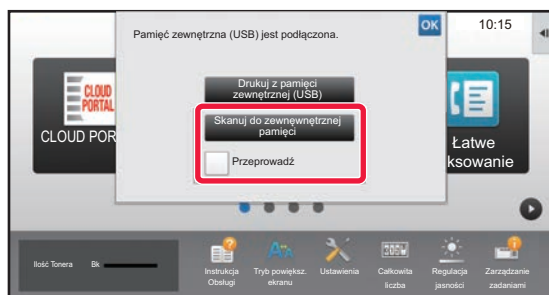 Pamięć zewnętrzna (USB) jest podłączona.
OK
10:15
Drukuj z pamięci
zewnętrznej (USB)
Skanuj do zewnęwnętrznej
pamięci
Przeprowadź
CLOUD
PORTAL
CLOUD POR
Łatwe
ksowanie
Ilość Tonera
Bk
Instrukcja
Obsługi
Tryb powiększ.
ekranu
Ustawienia
Całkowita
liczba
Regulacja
jasności
Zarządzanie
zadaniami